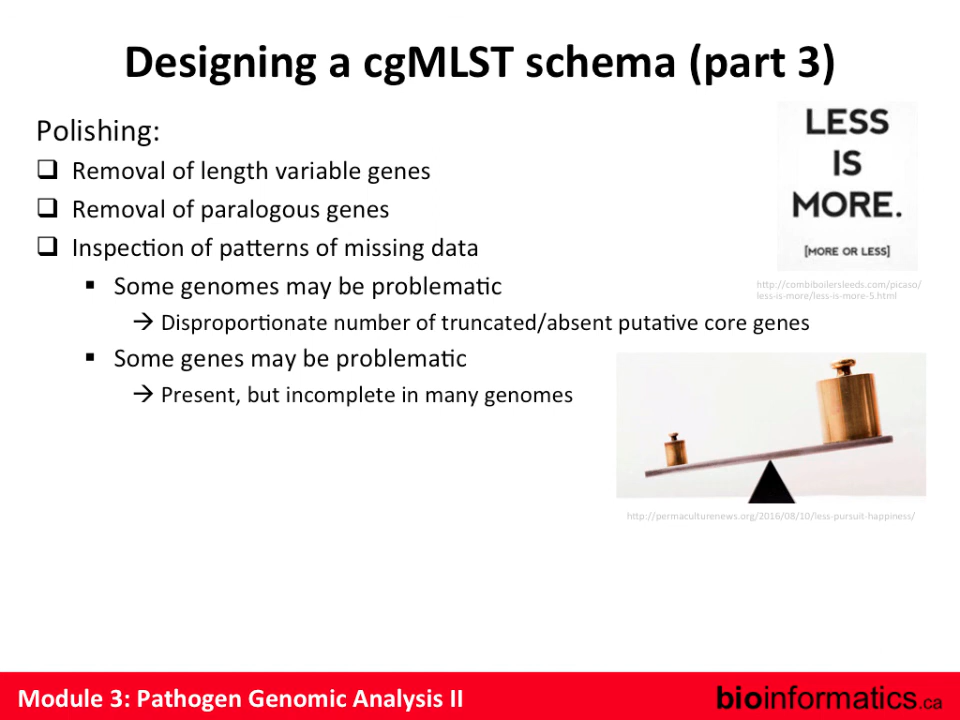 Designing a cgMLST schema (part 3)
Polishing:
❑ Removal of length variable genes
❑ Removal of paralogous genes
❑ Inspection of patterns of missing data
▪ Some genomes may be problematic
→ Disproportionate number of truncated/absent putative core genes
▪ Some genes may be problematic
→ Present, but incomplete in many genomes
LESS
IS
MORE.
[MORE OR LESS]
http://combiboilersleeds.com/picaso/
less-is-more/less-is-more-5.html
http://permaculturenews.org/2016/08/10/less-pursuit-happiness/
Module 3: Pathogen Genomic Analysis II
bioinformatics.ca